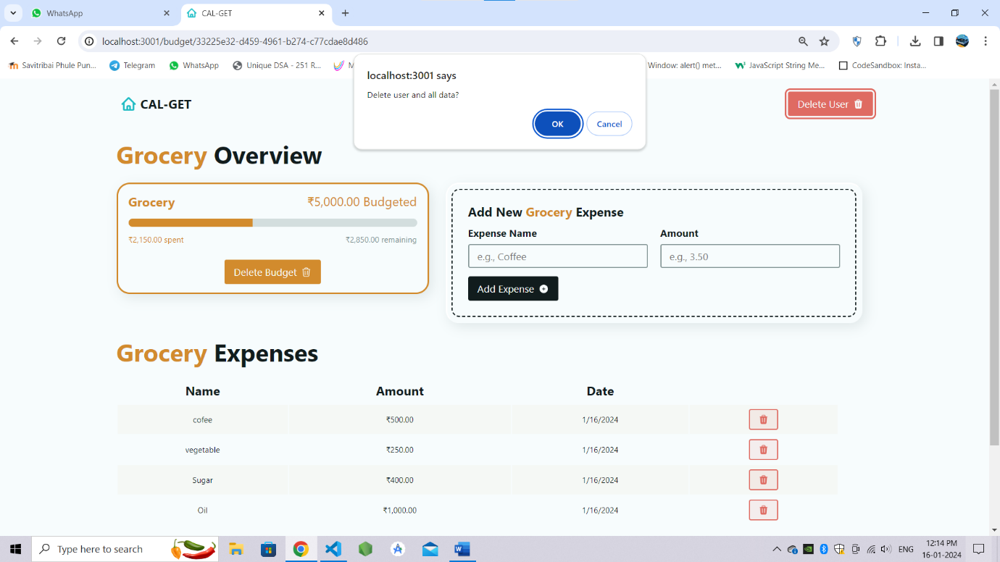 WhatsApp
CAL-GET
localhost:3001/budget/33225e32-d459-4961-b274-c77cdae8d486
Savitribai Phule Pun...
Telegram
WhatsApp
Unique DSA - 251 R...
M
Window: alert() met...
JavaScript String Me...
CodeSandbox: Insta...
localhost:3001 says
Delete user and all data?
OK
Cancel
CAL-GET
Delete User
Grocery Overview
Grocery
₹5,000.00 Budgeted
₹2,150.00 spent
₹2,850.00 remaining
Delete Budget
Add New Grocery Expense
Expense Name
Amount
e.g., Coffee
e.g., 3.50
Add Expense
Grocery Expenses
Name Amount Date
cofee ₹500.00 1/16/2024
vegetable ₹250.00 1/16/2024
Sugar ₹400.00 1/16/2024
Oil ₹1,000.00 1/16/2024
Type here to search
ENG
12:14 PM
16-01-2024